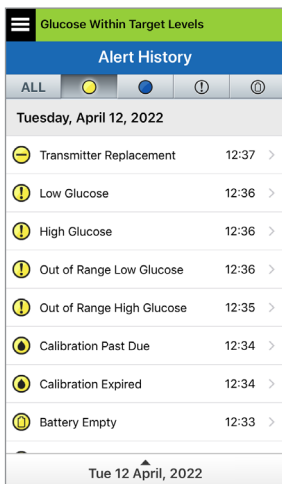 Glucose Within Target Levels
Alert History
ALL
Tuesday, April 12, 2022
Transmitter Replacement 12:37
Low Glucose 12:36
High Glucose 12:36
Out of Range Low Glucose 12:36
Out of Range High Glucose 12:35
Calibration Past Due 12:34
Calibration Expired 12:34
Battery Empty 12:33
Tue 12 April, 2022